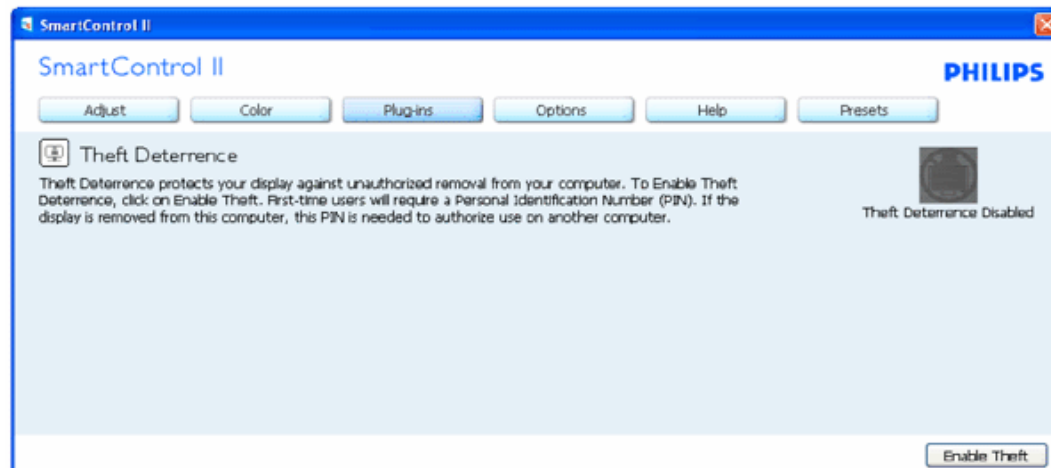 SmartControl II
SmartControl II
PHILIPS
Adjust
Color
Plug-ins
Options
Help
Presets
Theft Deterrence
Theft Deterrence protects your display against unauthorized removal from your computer. To Enable Theft
Deterrence, click on Enable Theft. First-time users will require a Personal Identification Number (PIN). If the
display is removed from this computer, this PIN is needed to authorize use on another computer.
Theft Deterrence Disabled
Enable Theft